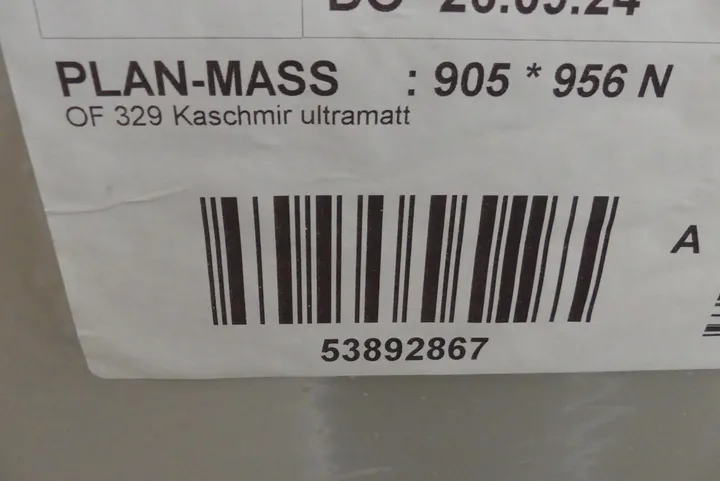 PLAN-MASS : 905 * 956 N
OF 329 Kaschmir ultramatt
A
53892867